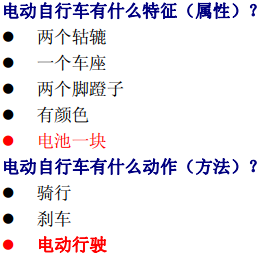 电动自行车有什么特征（属性）？
● 两个轱辘
● 一个车座
● 两个脚蹬子
● 有颜色
● 电池一块
电动自行车有什么动作（方法）？
● 骑行
● 刹车
● 电动行驶